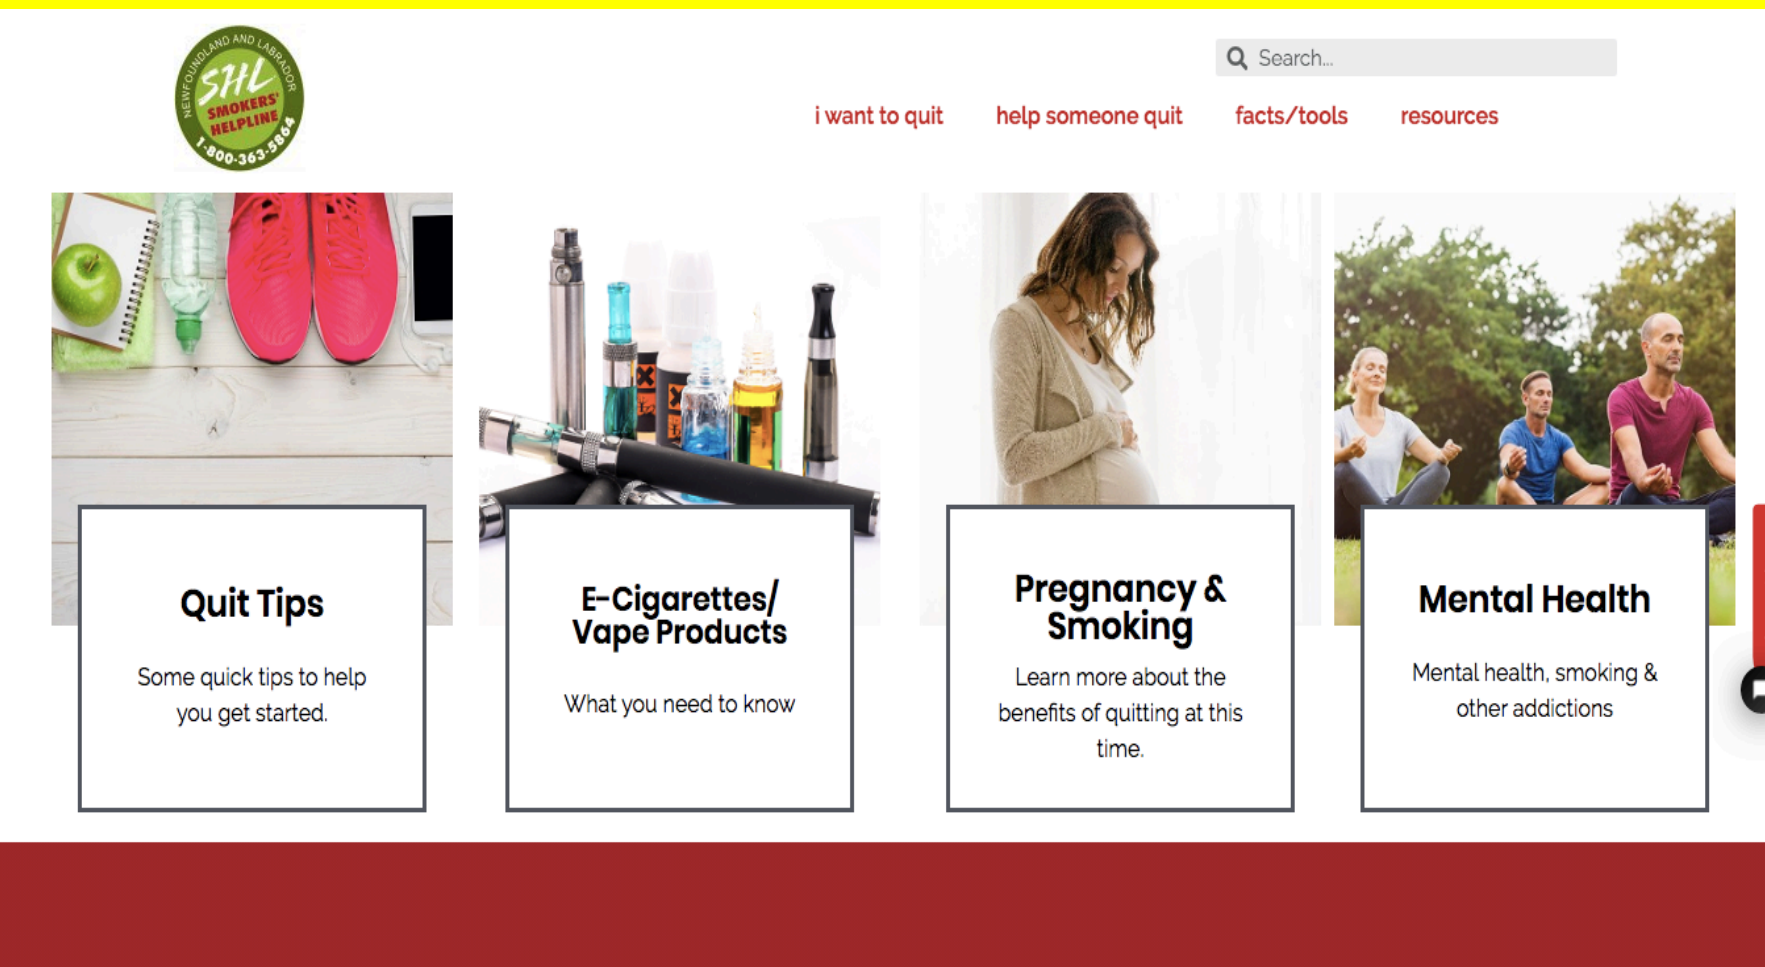 NEWFOUNDLAND AND LABRADOR
SHL
SMOKERS'
HELPLINE
1-800-363-5864
Search...
i want to quit
help someone quit
facts/tools
resources
Quit Tips
Some quick tips to help
you get started.
E-Cigarettes/
Vape Products
What you need to know
Pregnancy &
Smoking
Learn more about the
benefits of quitting at this
time.
Mental Health
Mental health, smoking &
other addictions